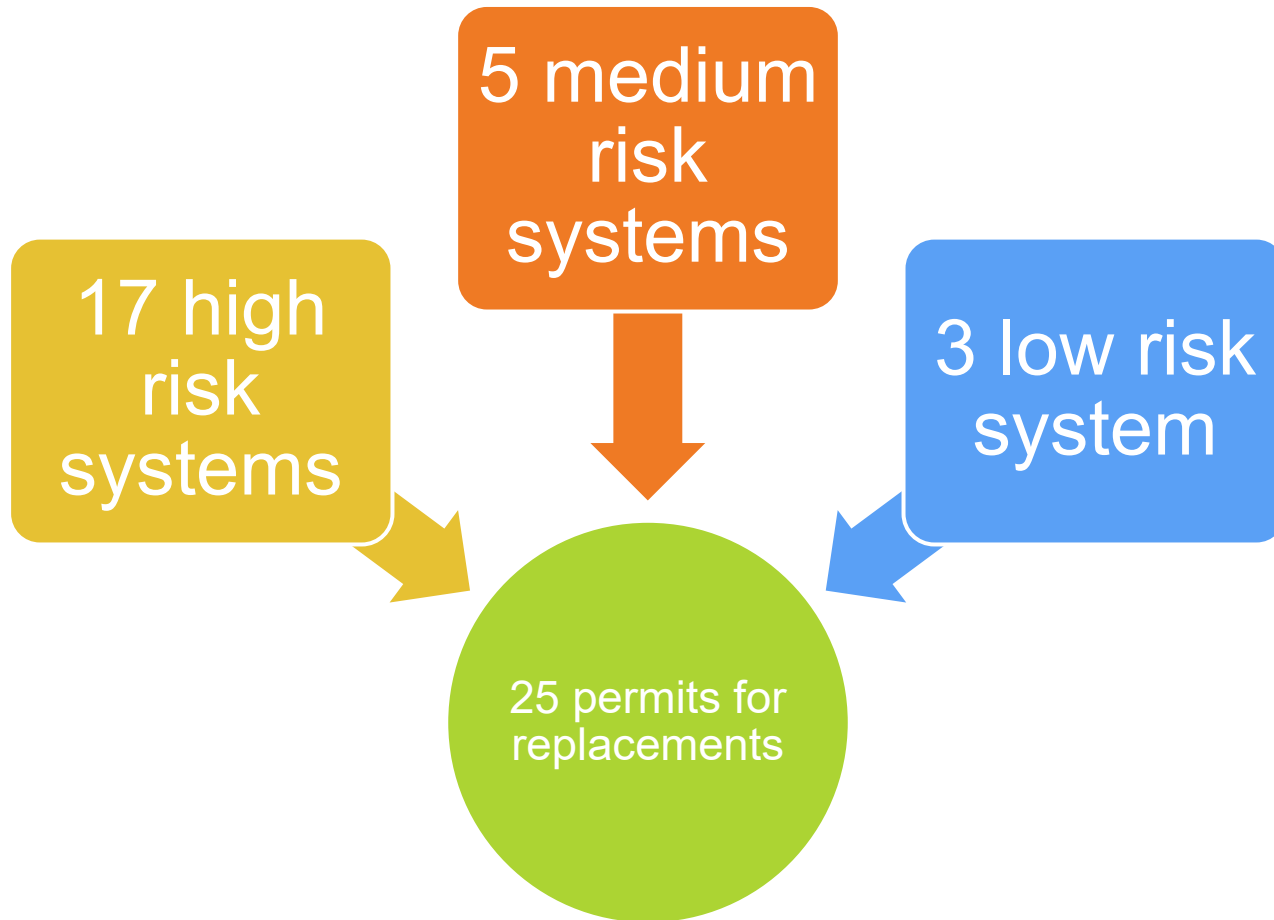 5 medium
risk
systems
17 high
risk
systems
3 low risk
system
25 permits for
replacements